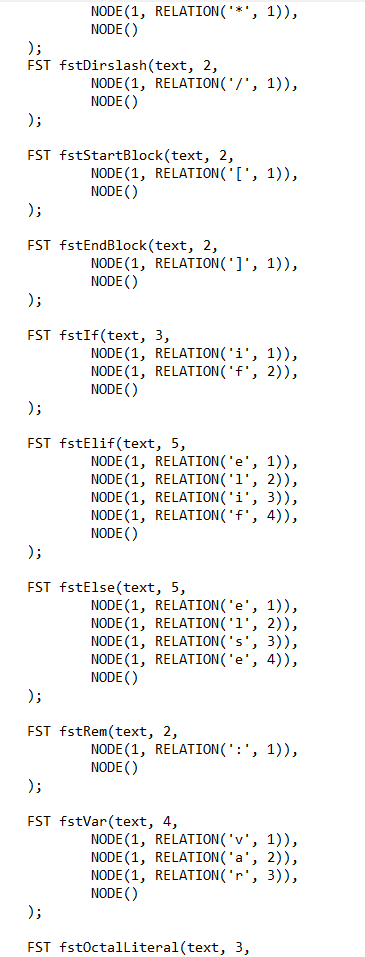 NODE(1, RELATION('*', 1)),
NODE()
);
FST fstDirslash(text, 2,
NODE(1, RELATION('/', 1)),
NODE()
);
FST fstStartBlock(text, 2,
NODE(1, RELATION('[', 1)),
NODE()
);
FST fstEndBlock(text, 2,
NODE(1, RELATION(']', 1)),
NODE()
);
FST fstIf(text, 3,
NODE(1, RELATION('i', 1)),
NODE(1, RELATION('f', 2)),
NODE()
);
FST fstElif(text, 5,
NODE(1, RELATION('e', 1)),
NODE(1, RELATION('l', 2)),
NODE(1, RELATION('i', 3)),
NODE(1, RELATION('f', 4)),
NODE()
);
FST fstElse(text, 5,
NODE(1, RELATION('e', 1)),
NODE(1, RELATION('l', 2)),
NODE(1, RELATION('s', 3)),
NODE(1, RELATION('e', 4)),
NODE()
);
FST fstRem(text, 2,
NODE(1, RELATION(':', 1)),
NODE()
);
FST fstVar(text, 4,
NODE(1, RELATION('v', 1)),
NODE(1, RELATION('a', 2)),
NODE(1, RELATION('r', 3)),
NODE()
);
FST fstOctalLiteral(text, 3,